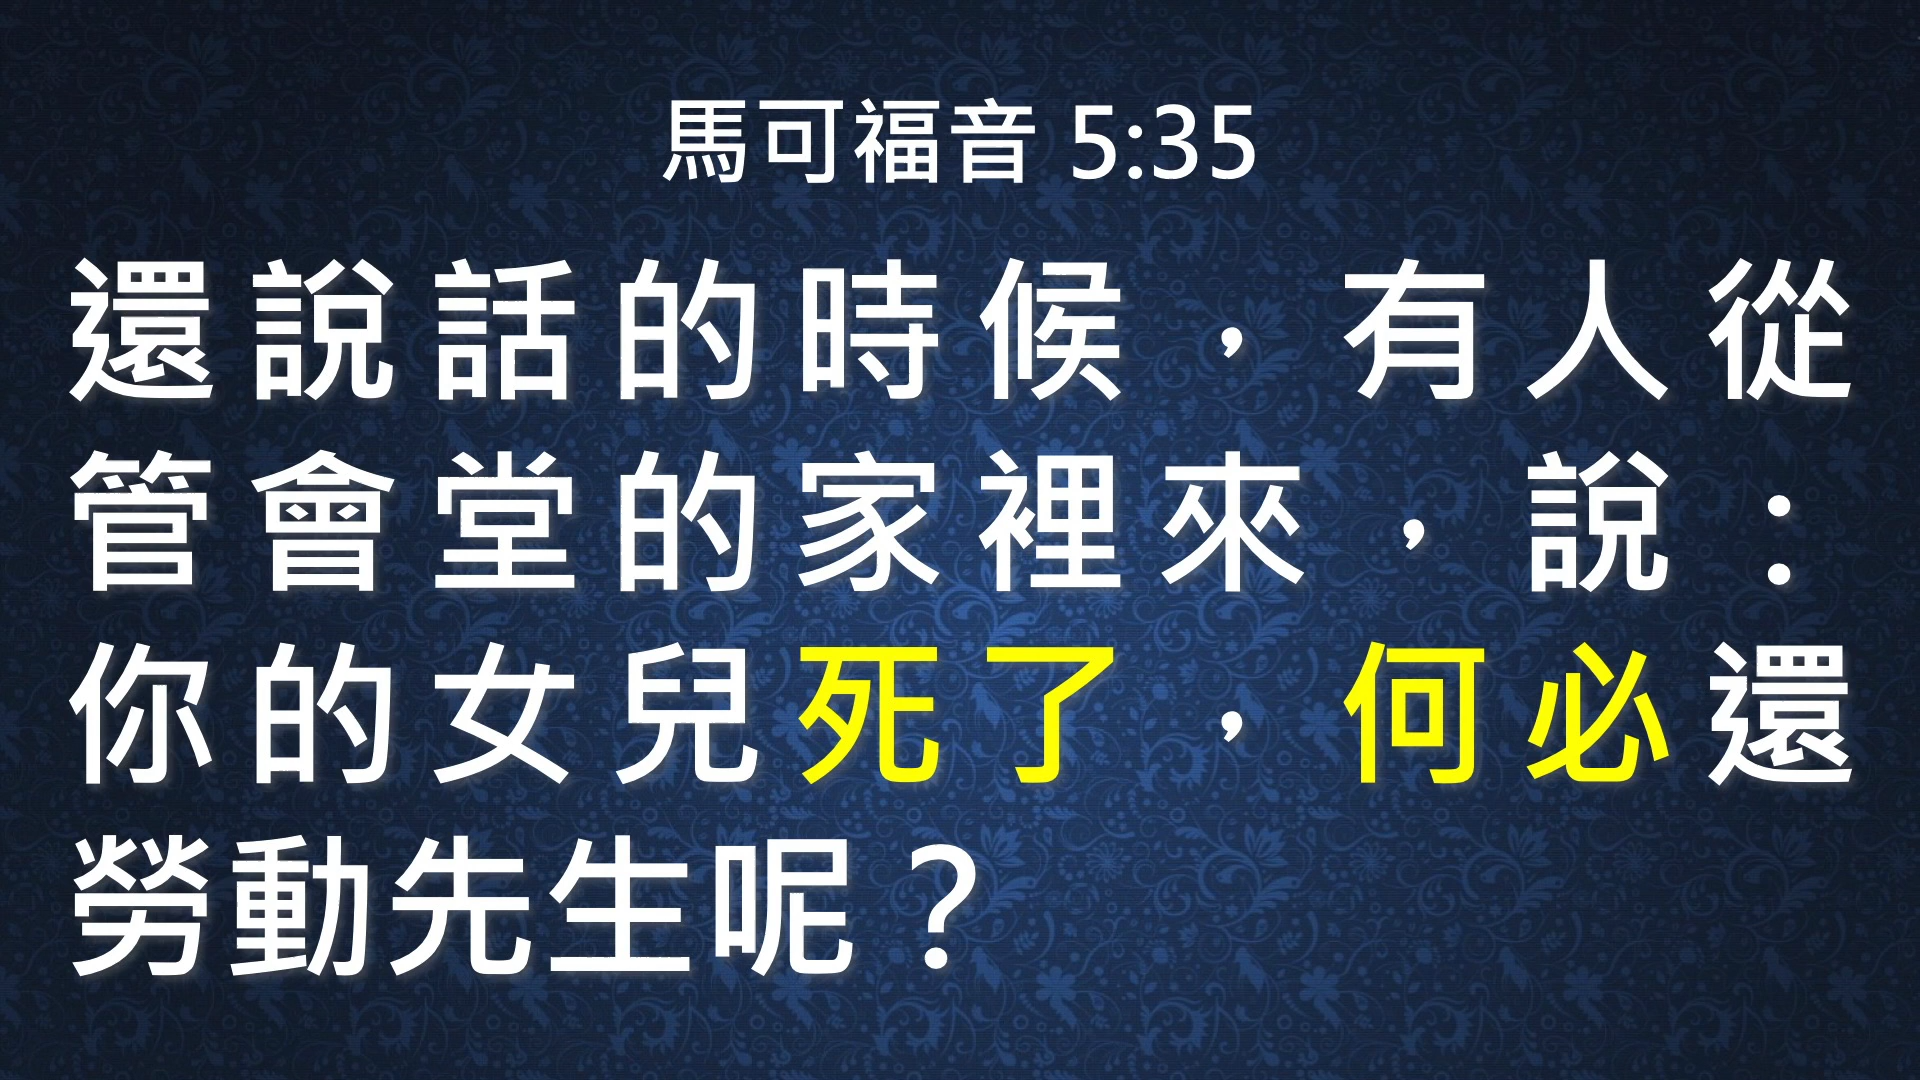 馬可福音 5:35
還說話的時候，有人從
管會堂的家裡來，說：
你的女兒死了，何必還
勞動先生呢？